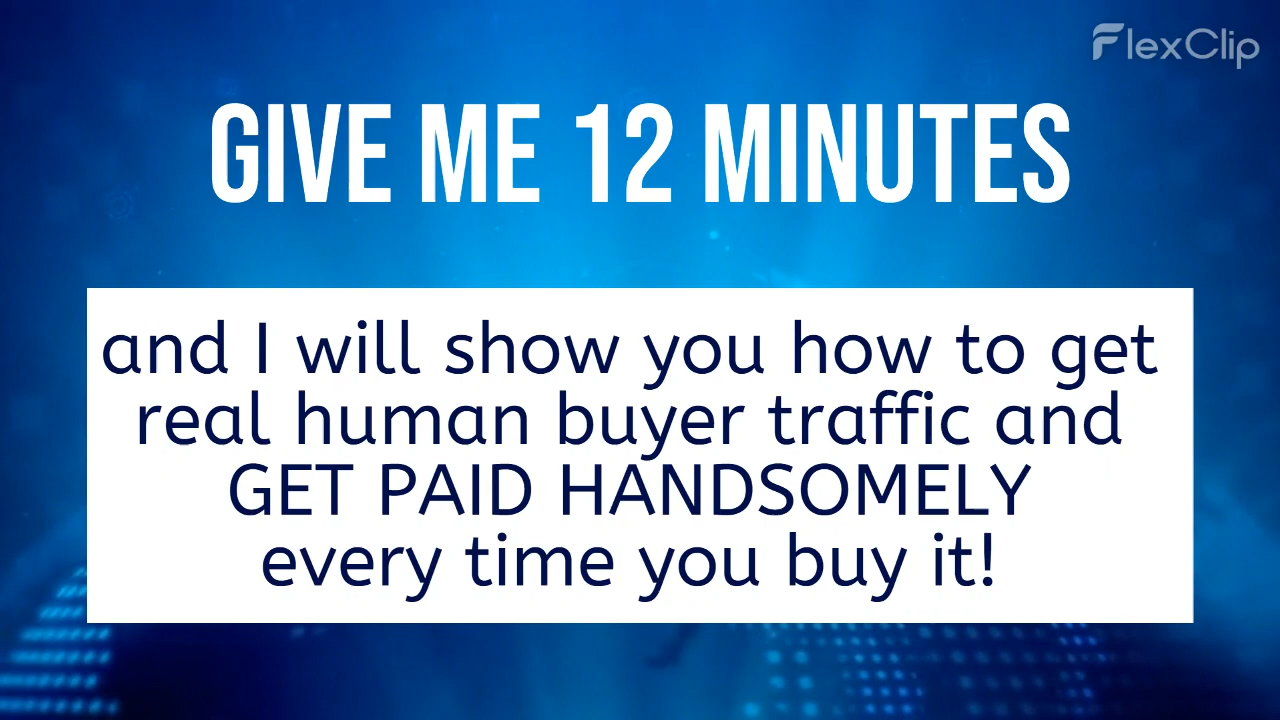 FlexClip
GIVE ME 12 MINUTES
and I will show you how to get
real human buyer traffic and
GET PAID HANDSOMELY
every time you buy it!